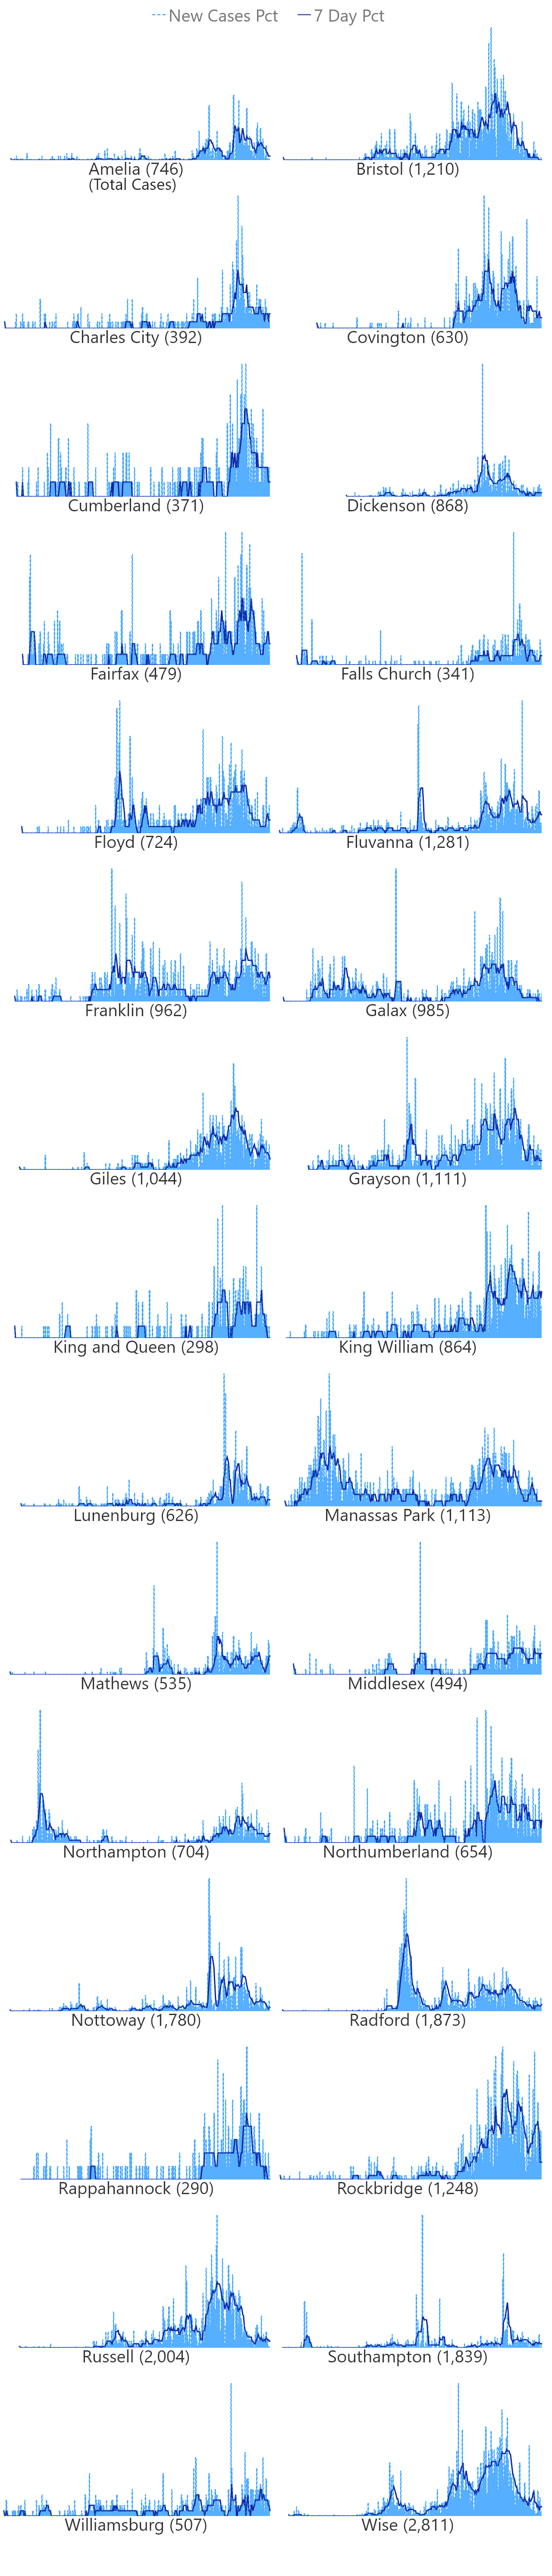 New Cases Pct 7 Day Pct
Amelia (746) Bristol (1,210)
(Total Cases)
Charles City (392) Covington (630)
Cumberland (371) Dickenson (868)
Fairfax (479) Falls Church (341)
Floyd (724) Fluvanna (1,281)
Franklin (962) Galax (985)
Giles (1,044) Grayson (1,111)
King and Queen (298) King William (864)
Lunenburg (626) Manassas Park (1,113)
Mathews (535) Middlesex (494)
Northampton (704) Northumberland (654)
Nottoway (1,780) Radford (1,873)
Rappahannock (290) Rockbridge (1,248)
Russell (2,004) Southampton (1,839)
Williamsburg (507) Wise (2,811)